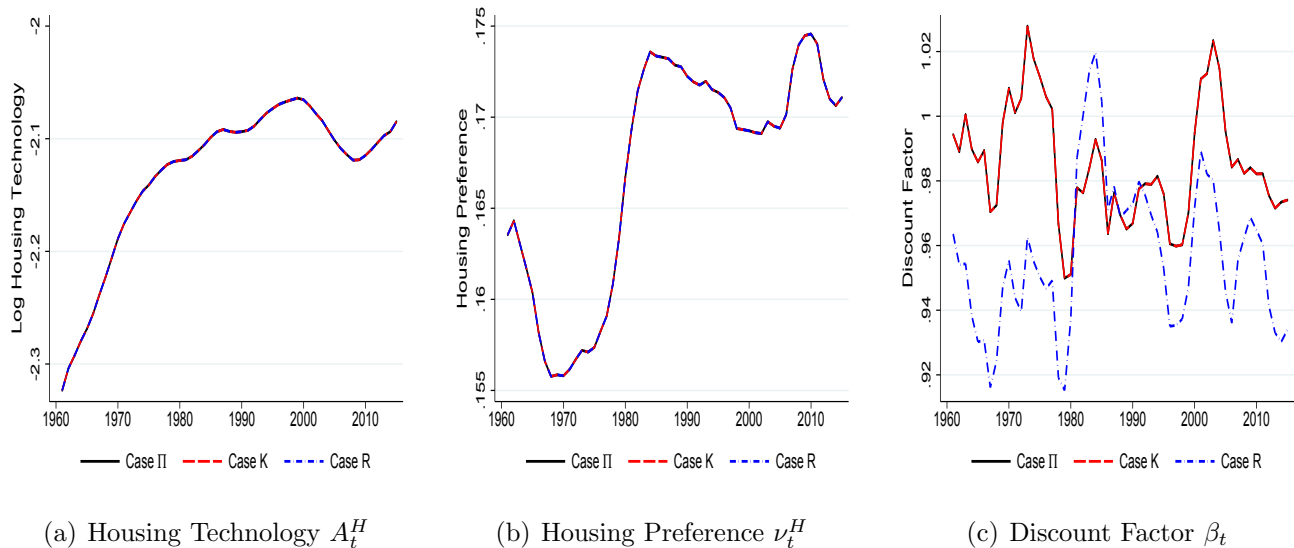 Log Housing Technology
-2
-2.1
-2.2
-2.3
1960 1970 1980 1990 2000 2010
Case Π Case K Case R
(a) Housing Technology $A_t^H$
Housing Preference
.175
.17
.165
.16
.155
1960 1970 1980 1990 2000 2010
Case Π Case K Case R
(b) Housing Preference $\nu_t^H$
Discount Factor
1.02
1
.98
.96
.94
.92
1960 1970 1980 1990 2000 2010
Case Π Case K Case R
(c) Discount Factor $\beta_t$